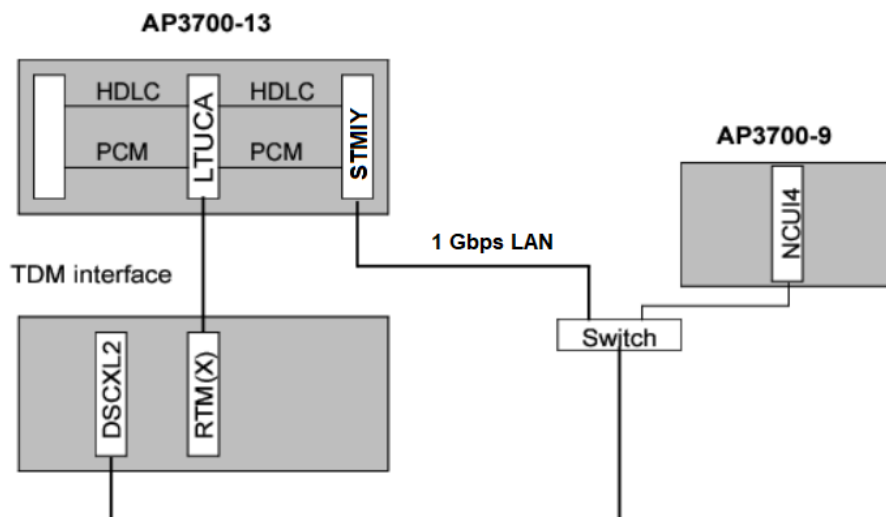 AP3700-13
HDLC
HDLC
LTUCA
STMIY
PCM
PCM
AP3700-9
NCUI4
1 Gbps LAN
TDM interface
Switch
DSCXL2
RTM(X)